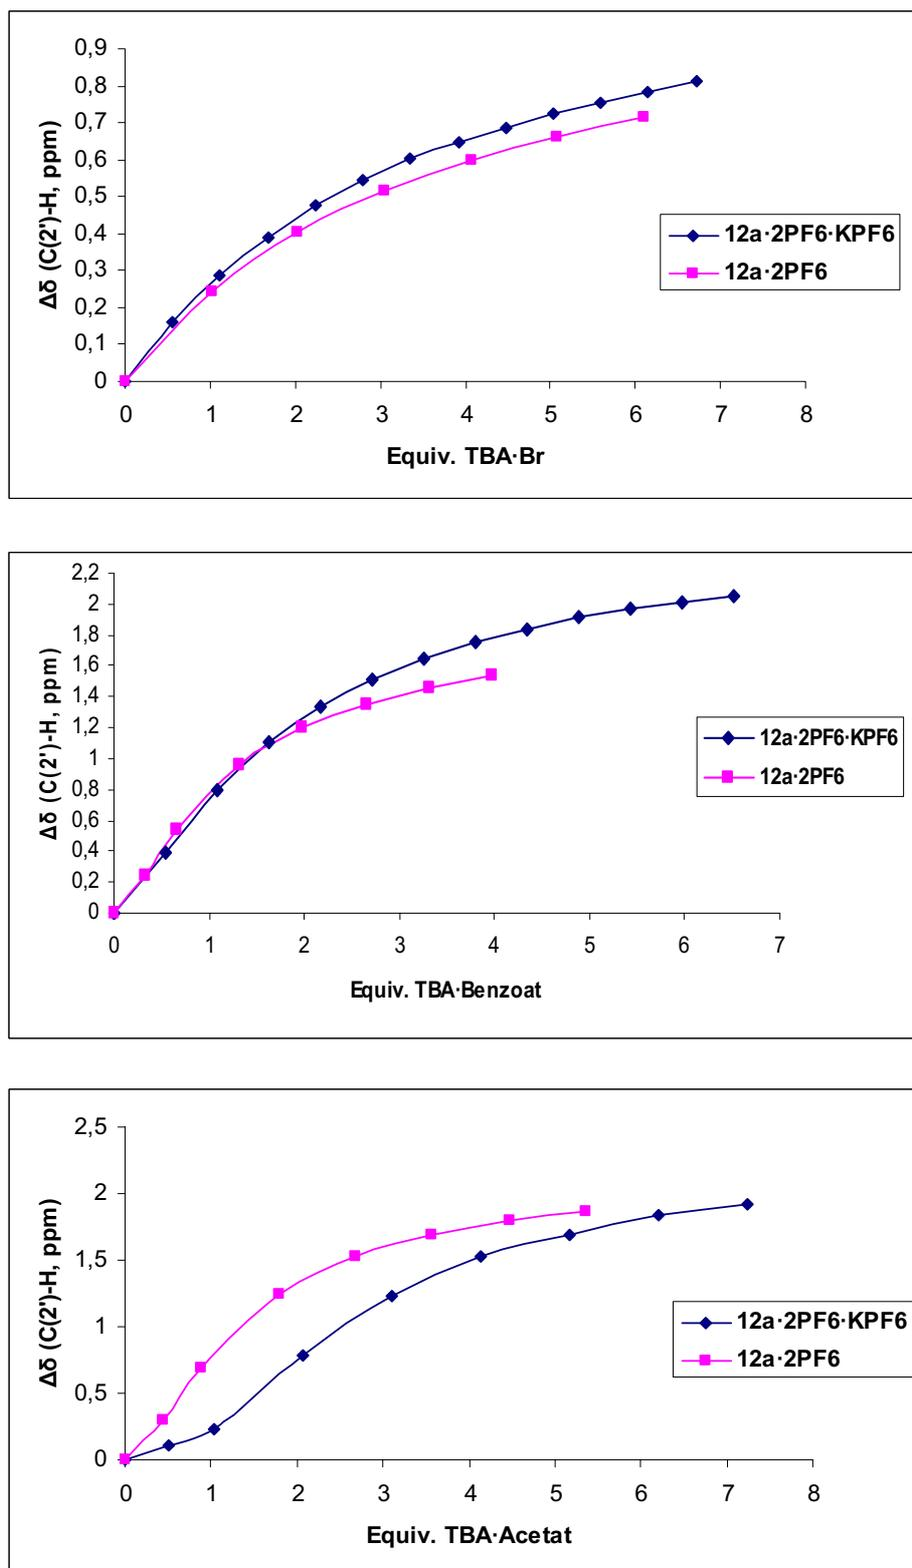 0,9
0,8
0,7
0,6
0,5
0,4
0,3
0,2
0,1
0
Δδ (C(2')-H, ppm)
0 1 2 3 4 5 6 7 8
Equiv. TBA·Br
12a·2PF6·KPF6
12a·2PF6
2,2
2
1,8
1,6
1,4
1,2
1
0,8
0,6
0,4
0,2
0
Δδ (C(2')-H, ppm)
0 1 2 3 4 5 6 7
Equiv. TBA·Benzoat
12a·2PF6·KPF6
12a·2PF6
2,5
2
1,5
1
0,5
0
Δδ (C(2')-H, ppm)
0 1 2 3 4 5 6 7 8
Equiv. TBA·Acetat
12a·2PF6·KPF6
12a·2PF6